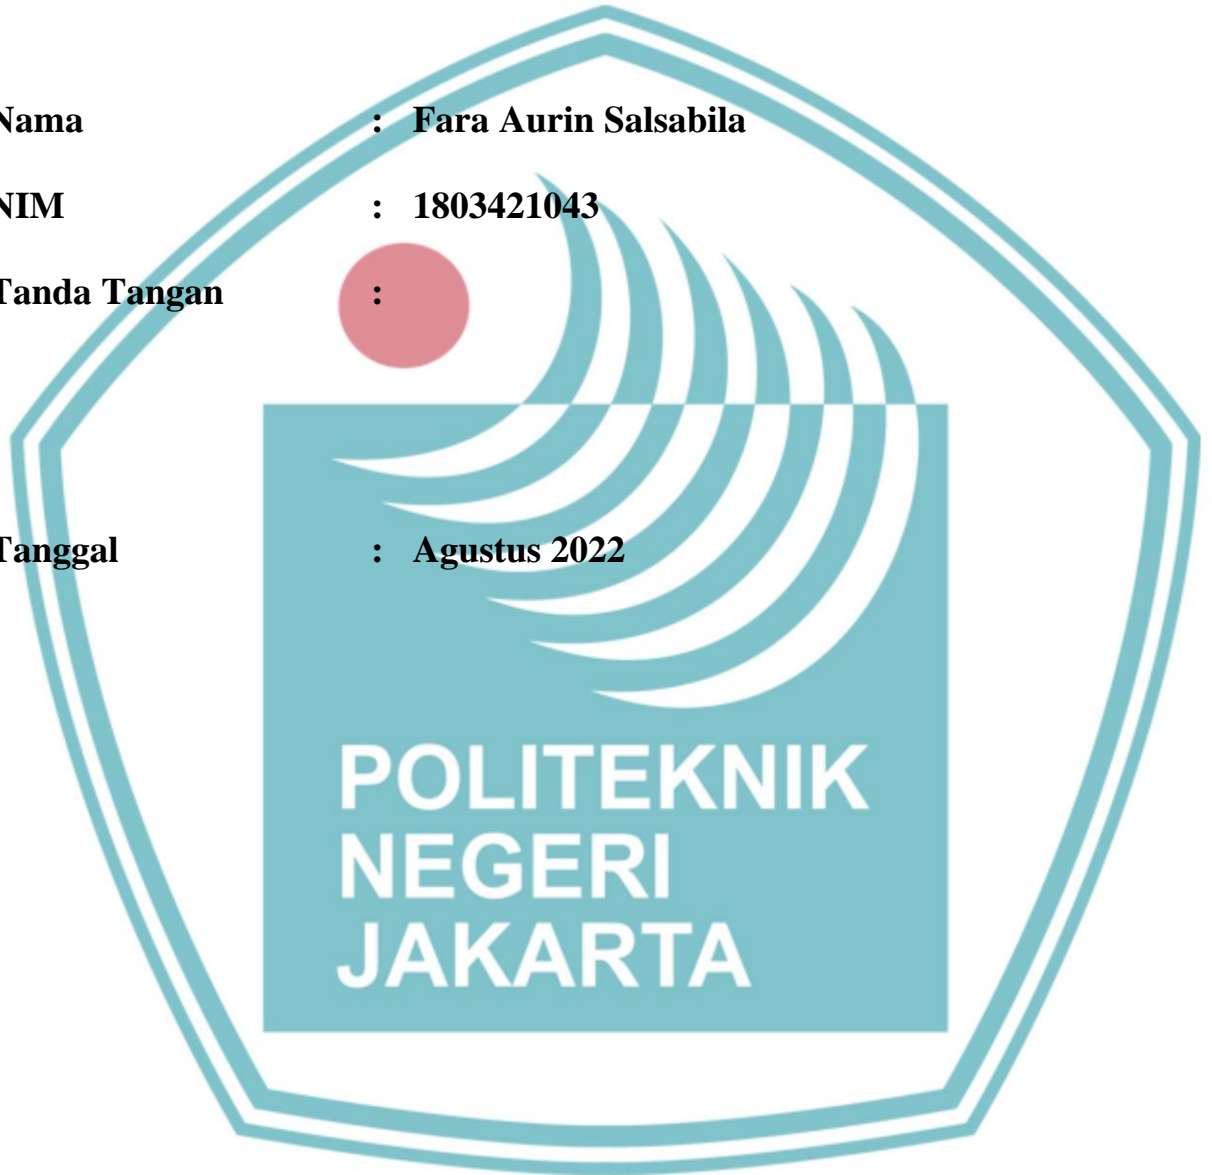 Nama : Fara Aurin Salsabila
NIM : 1803421043
Tanda Tangan :
Tanggal : Agustus 2022
POLITEKNIK
NEGERI
JAKARTA